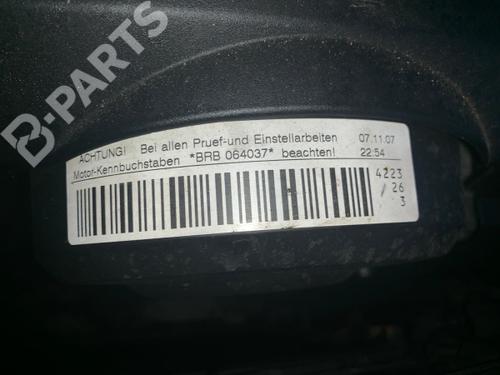 B-PARTS
ACHTUNG! Bei allen Pruef-und Einstellarbeiten 07.11.07
Motor-Kennbuchstaben *BRB 064037* beachten! 22:54
4223
/ 26
3
B-PARTS